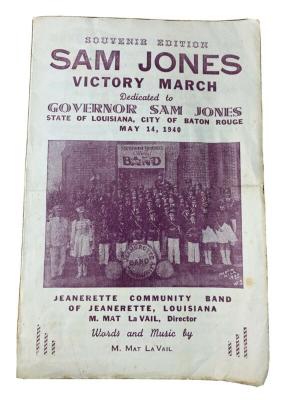 SOUVENIR EDITION
SAM JONES
VICTORY MARCH
Dedicated to
GOVERNOR SAM JONES
STATE OF LOUISIANA, CITY OF BATON ROUGE
MAY 14, 1940
BAND
BAND
JEANERETTE COMMUNITY BAND
OF JEANERETTE, LOUISIANA
M. MAT LaVAIL, Director
Words and Music by
M. MAT LAVAIL